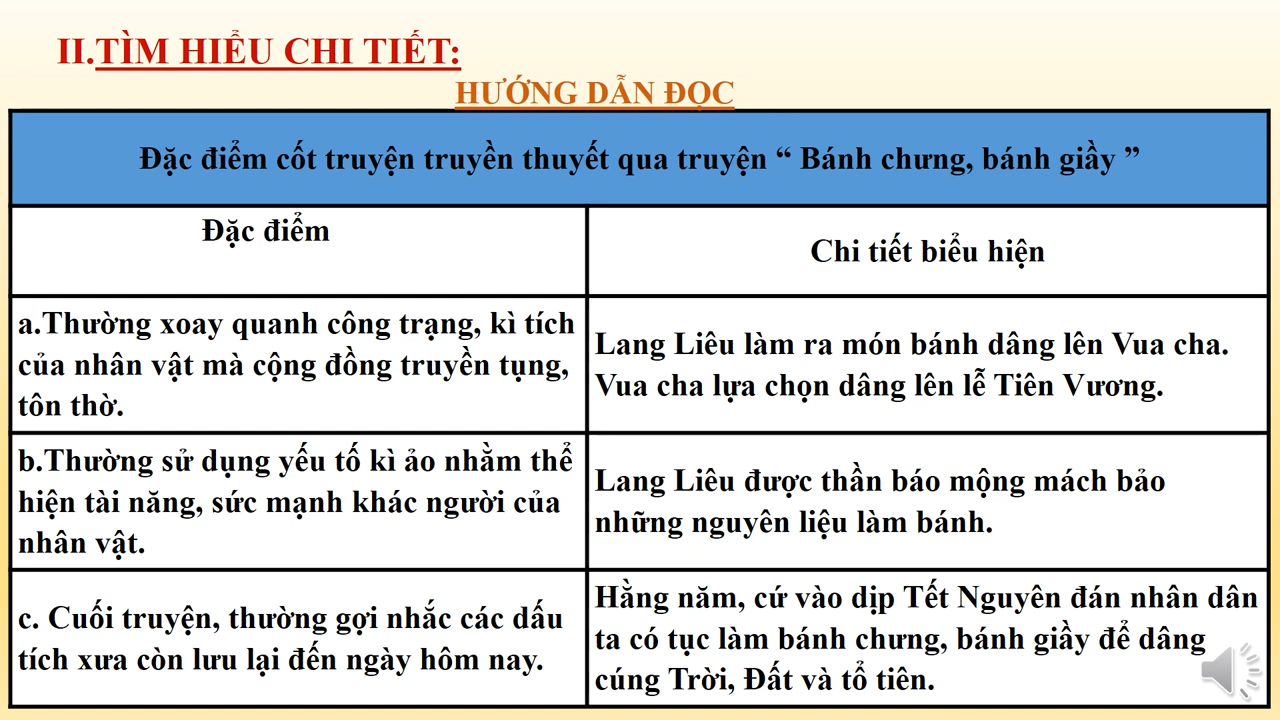 II.TÌM HIỂU CHI TIẾT:
HƯỚNG DẪN ĐỌC
Đặc điểm cốt truyện truyền thuyết qua truyện “ Bánh chưng, bánh giầy ”
Đặc điểm
Chi tiết biểu hiện
a.Thường xoay quanh công trạng, kì tích
của nhân vật mà cộng đồng truyền tụng,
tôn thờ.
Lang Liêu làm ra món bánh dâng lên Vua cha.
Vua cha lựa chọn dâng lên lễ Tiên Vương.
b.Thường sử dụng yếu tố kì ảo nhằm thể
hiện tài năng, sức mạnh khác người của
nhân vật.
Lang Liêu được thần báo mộng mách bảo
những nguyên liệu làm bánh.
c. Cuối truyện, thường gợi nhắc các dấu
tích xưa còn lưu lại đến ngày hôm nay.
Hằng năm, cứ vào dịp Tết Nguyên đán nhân dân
ta có tục làm bánh chưng, bánh giầy để dâng
cúng Trời, Đất và tổ tiên.